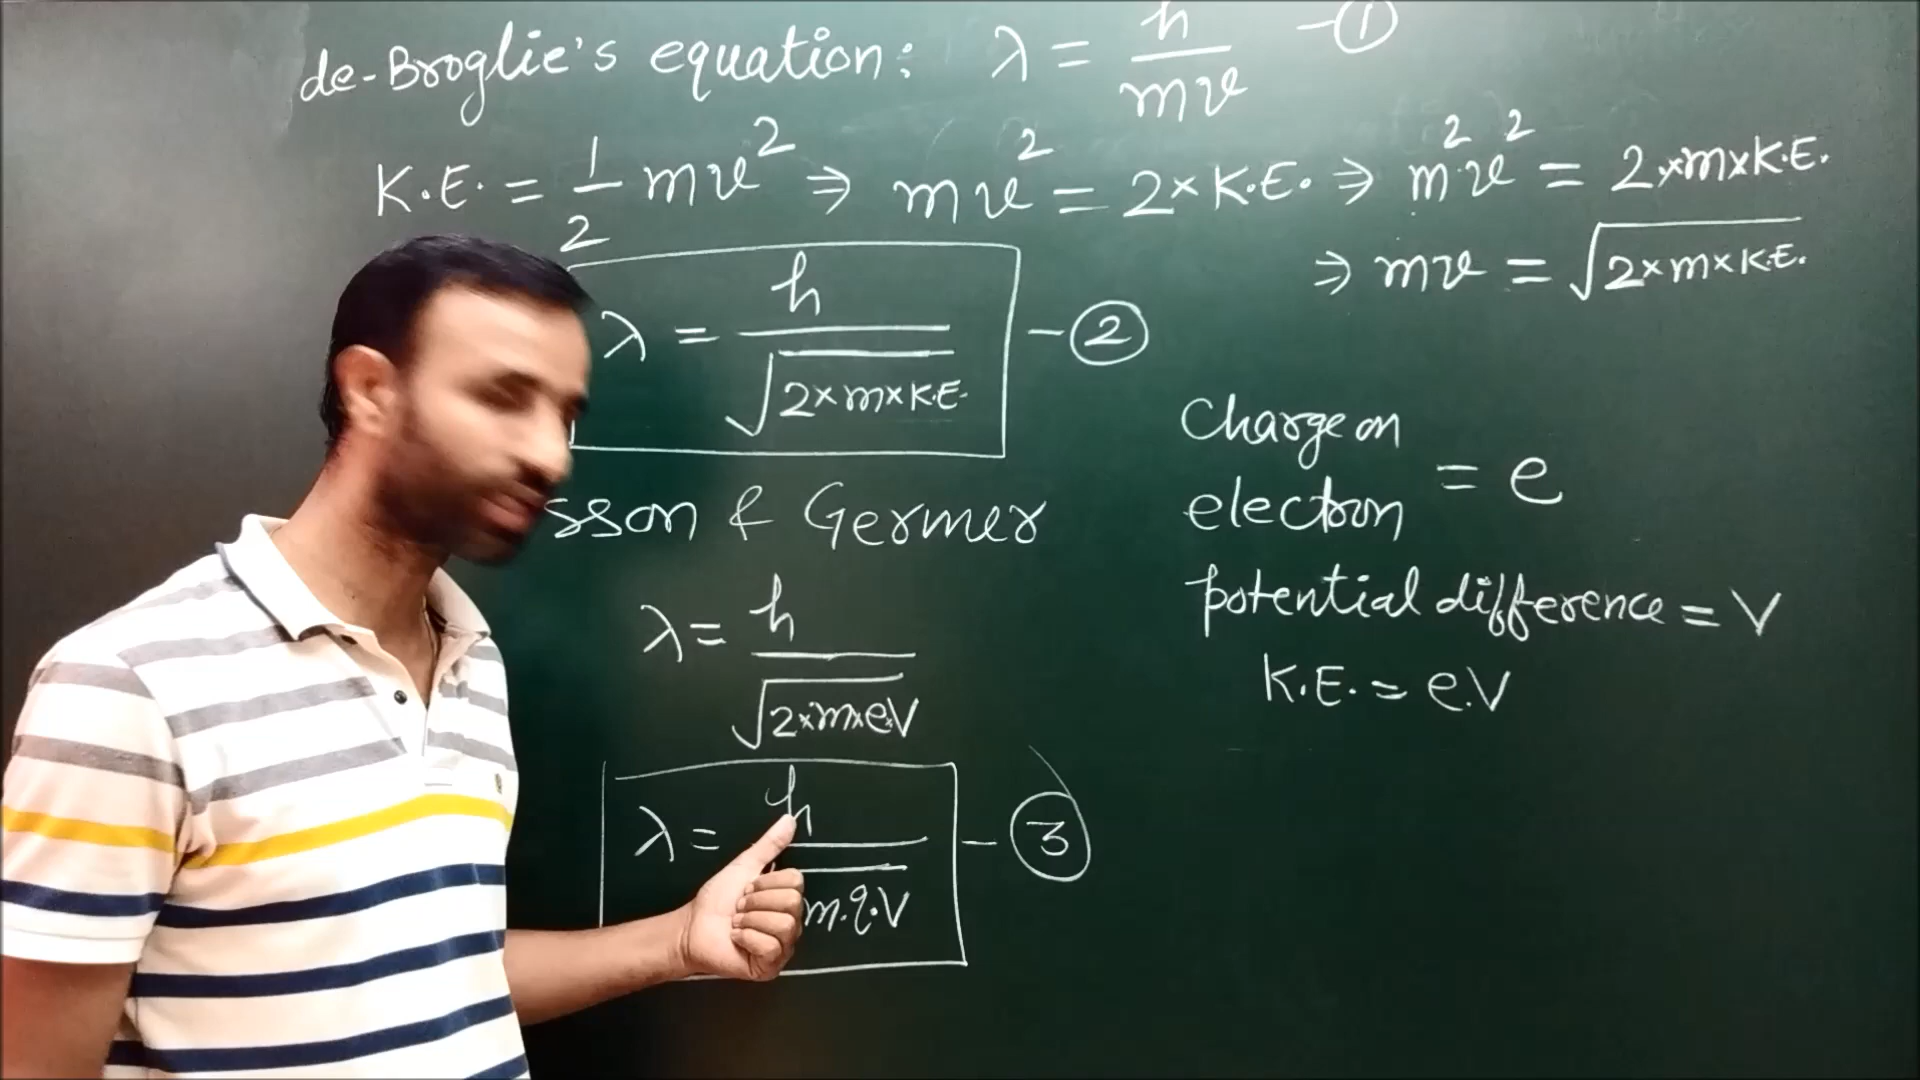 de-Broglie's equation: λ = h/mv -①
K.E. = 1/2 mv² ⇒ mv² = 2×K.E. ⇒ m²v² = 2×m×K.E.
⇒ mv = √2×m×K.E.
λ = h/√2×m×K.E. -②
Charge on
electron = e
sson & Germer
potential difference = V
λ = h/√2×m×e×V
K.E. = e.V
λ = h/ m.q.V -③